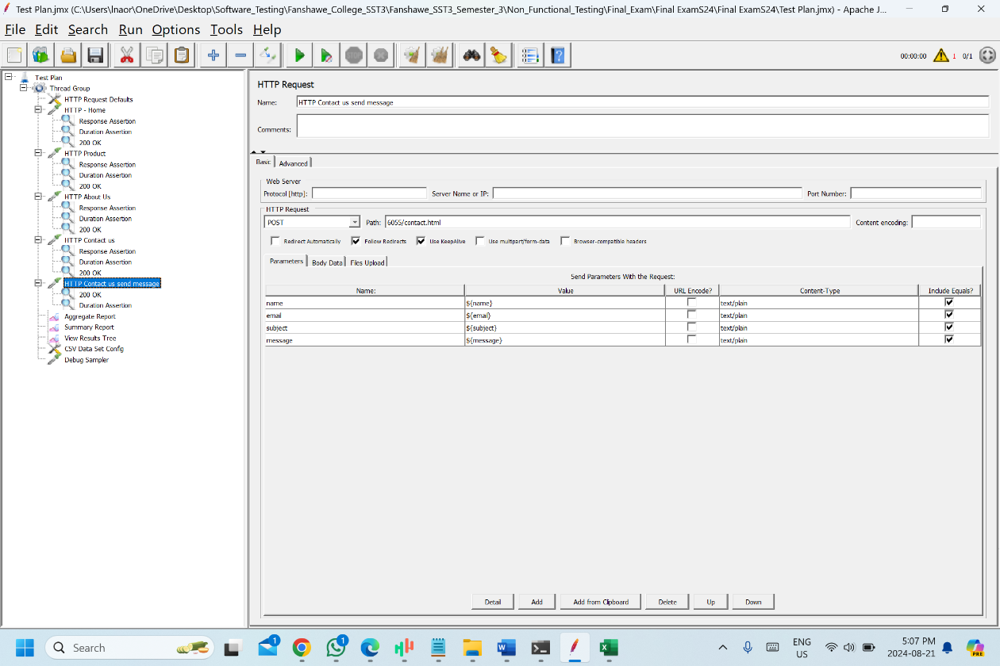 Test Plan.jmx (C:\Users\lnaor\OneDrive\Desktop\Software_Testing\Fanshawe_College_SST3\Fanshawe_SST3_Semester_3\Non_Functional_Testing\Final_Exam\Final ExamS24\Final ExamS24\Test Plan.jmx) - Apache J...
File Edit Search Run Options Tools Help
00:00:00 1 0/1
Test Plan
Thread Group
HTTP Request Defaults
HTTP - Home
Response Assertion
Duration Assertion
200 OK
HTTP Product
Response Assertion
Duration Assertion
200 OK
HTTP About Us
Response Assertion
Duration Assertion
200 OK
HTTP Contact us
Response Assertion
Duration Assertion
200 OK
HTTP Contact us send message
200 OK
Duration Assertion
Aggregate Report
Summary Report
View Results Tree
CSV Data Set Config
Debug Sampler
HTTP Request
Name: HTTP Contact us send message
Comments:
Basic Advanced
Web Server
Protocol [http]: Server Name or IP: Port Number:
HTTP Request
POST Path: 6055/contact.html Content encoding:
Redirect Automatically Follow Redirects Use KeepAlive Use multipart/form-data Browser-compatible headers
Parameters Body Data Files Upload
Send Parameters With the Request:
Name: Value URL Encode? Content-Type Include Equals?
name ${name} text/plain
email ${email} text/plain
subject ${subject} text/plain
message ${message} text/plain
Detail Add Add from Clipboard Delete Up Down
Search 1 1 ENG US 5:07 PM 2024-08-21 PRE